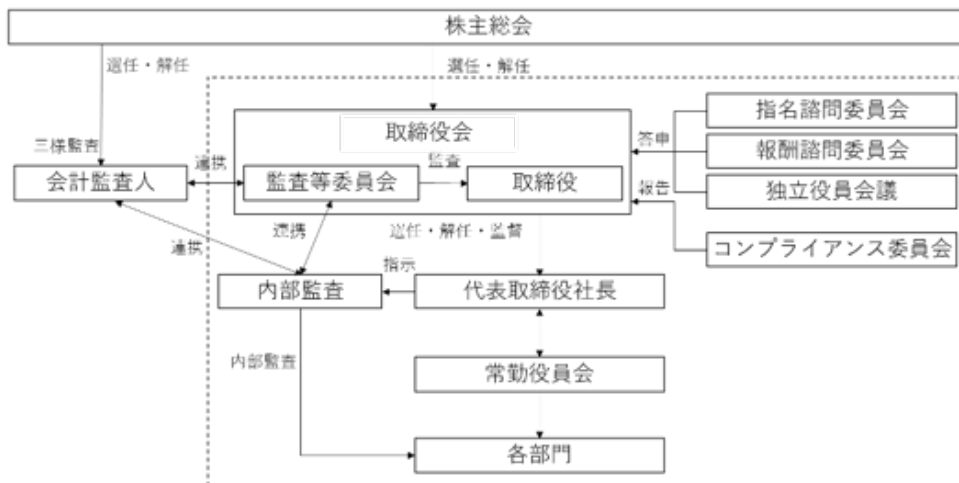 株主総会
選任・解任
選任・解任
指名諮問委員会
取締役会
答申
報酬諮問委員会
三様監査
連携
監査
会計監査人
監査等委員会
取締役
独立役員会議
報告
連携
連携
選任・解任・監督
コンプライアンス委員会
指示
内部監査
代表取締役社長
内部監査
常勤役員会
各部門